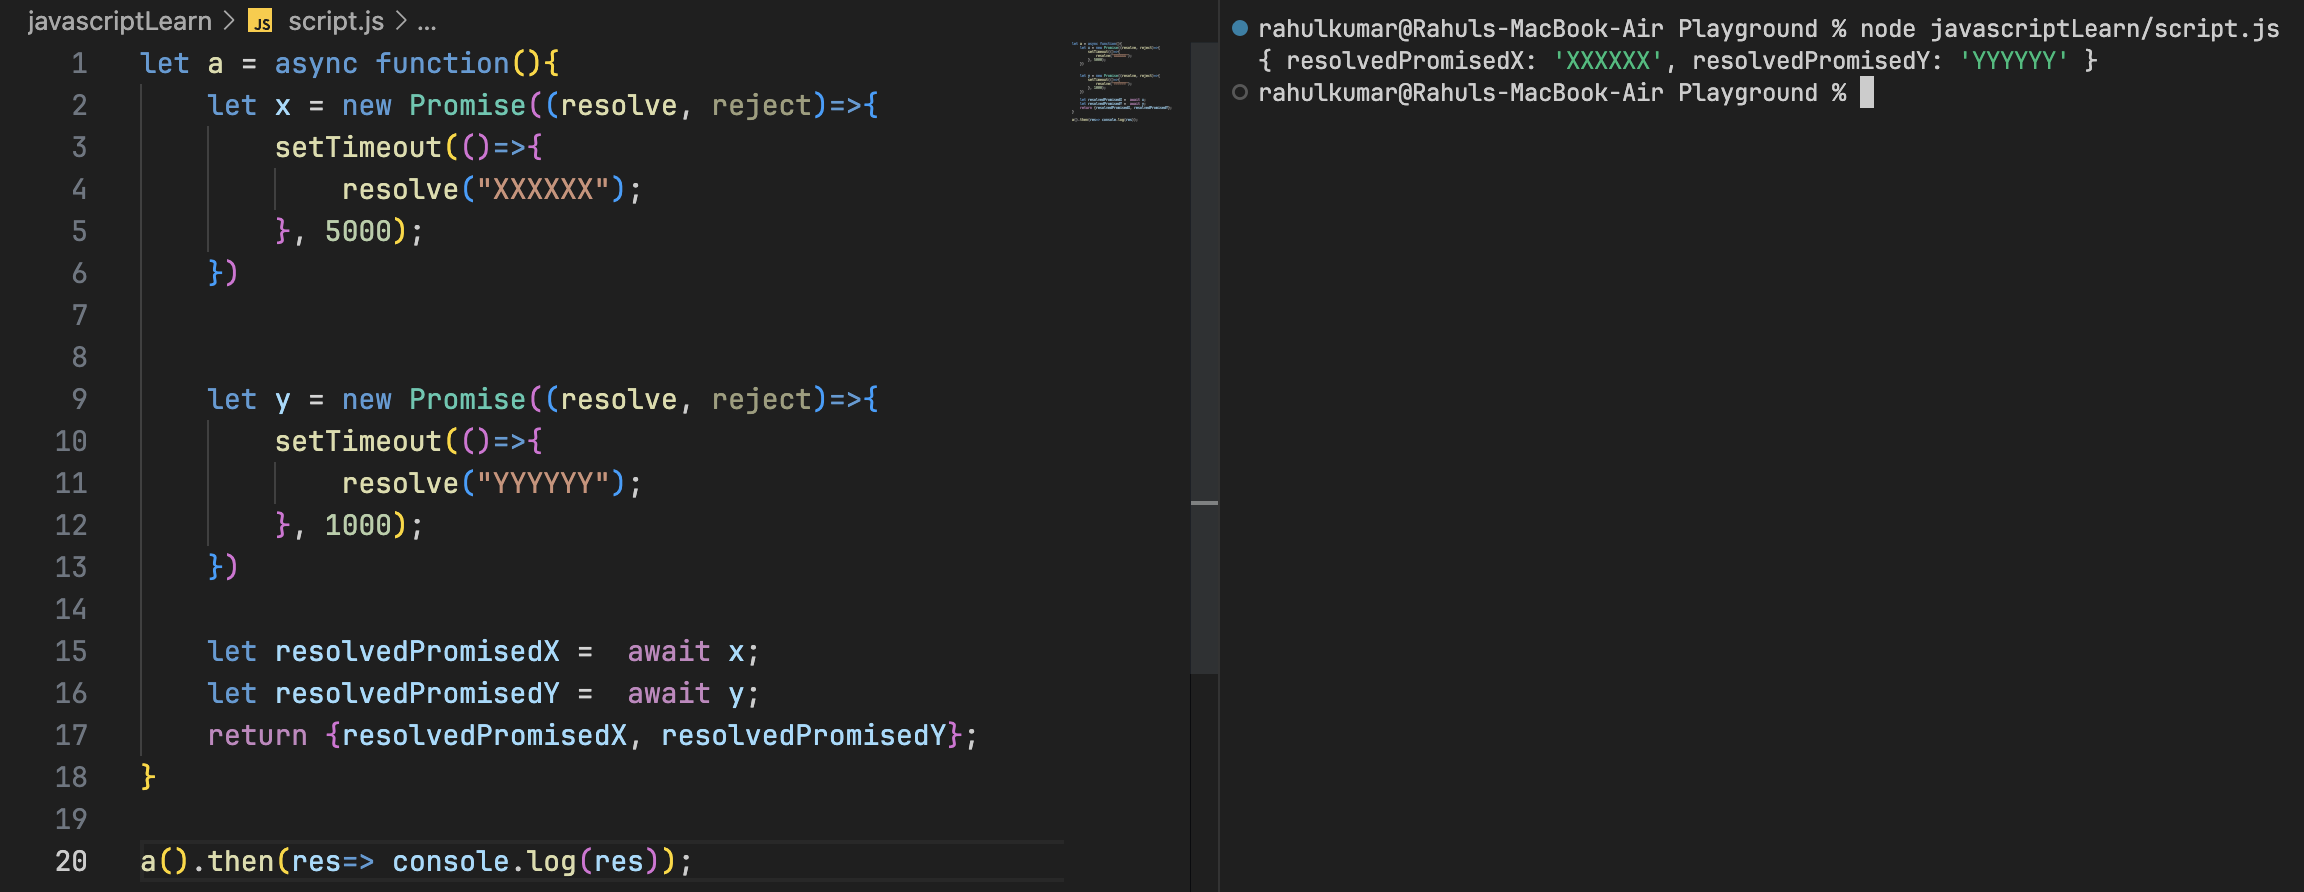 javascriptLearn > JS script.js > ...
1 let a = async function(){
2     let x = new Promise((resolve, reject)=>{
3         setTimeout(()=>{
4             resolve("XXXXXX");
5         }, 5000);
6     })
7
8
9     let y = new Promise((resolve, reject)=>{
10         setTimeout(()=>{
11             resolve("YYYYYY");
12         }, 1000);
13     })
14
15     let resolvedPromisedX =  await x;
16     let resolvedPromisedY =  await y;
17     return {resolvedPromisedX, resolvedPromisedY};
18 }
19
20 a().then(res=> console.log(res));
rahulkumar@Rahuls-MacBook-Air Playground % node javascriptLearn/script.js
{ resolvedPromisedX: 'XXXXXX', resolvedPromisedY: 'YYYYYY' }
rahulkumar@Rahuls-MacBook-Air Playground %